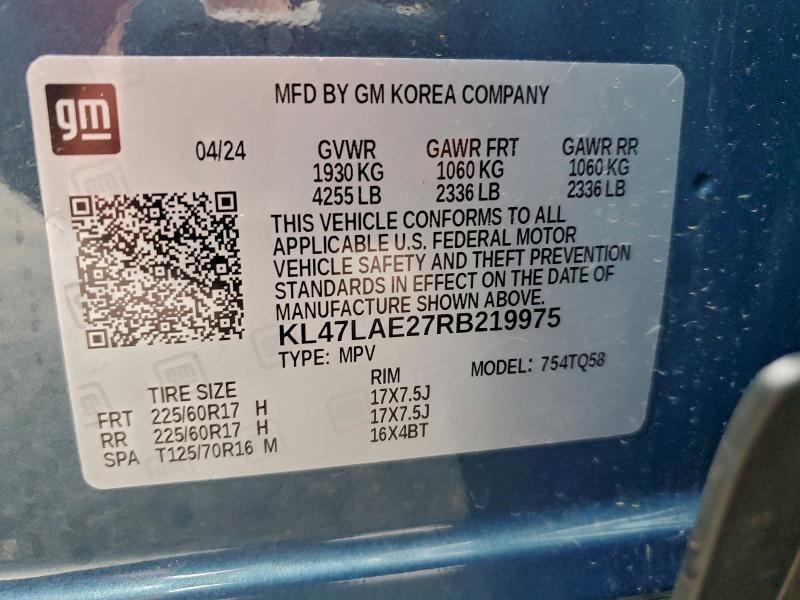 gm
MFD BY GM KOREA COMPANY
04/24 GVWR GAWR FRT GAWR RR
1930 KG 1060 KG 1060 KG
4255 LB 2336 LB 2336 LB
THIS VEHICLE CONFORMS TO ALL
APPLICABLE U.S. FEDERAL MOTOR
VEHICLE SAFETY AND THEFT PREVENTION
STANDARDS IN EFFECT ON THE DATE OF
MANUFACTURE SHOWN ABOVE.
KL47LAE27RB219975
TYPE: MPV MODEL: 754TQ58
TIRE SIZE RIM
FRT 225/60R17 H 17X7.5J
RR 225/60R17 H 17X7.5J
SPA T125/70R16 M 16X4BT